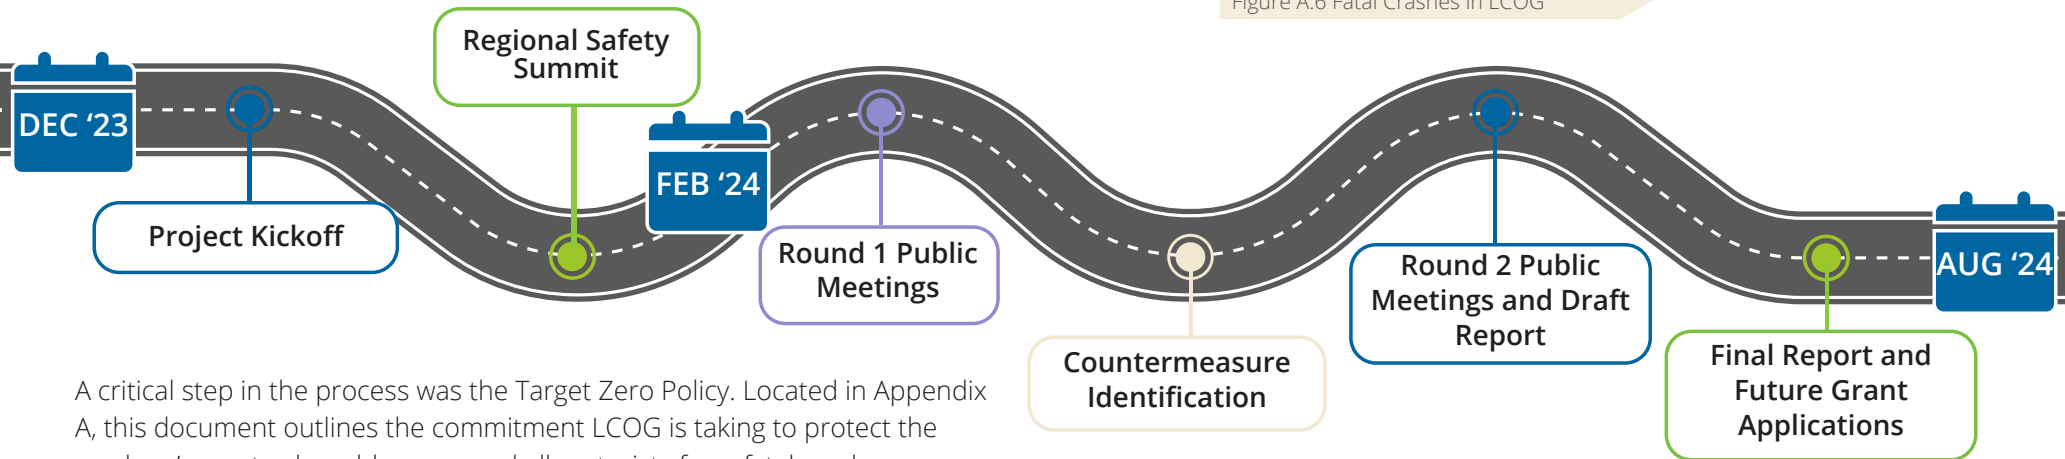 Figure A.6 Fatal Crashes in LCOG
DEC ‘23
Project Kickoff
Regional Safety
Summit
FEB ‘24
Round 1 Public
Meetings
Countermeasure
Identification
Round 2 Public
Meetings and Draft
Report
Final Report and
Future Grant
Applications
AUG ‘24
A critical step in the process was the Target Zero Policy. Located in Appendix
A, this document outlines the commitment LCOG is taking to protect the